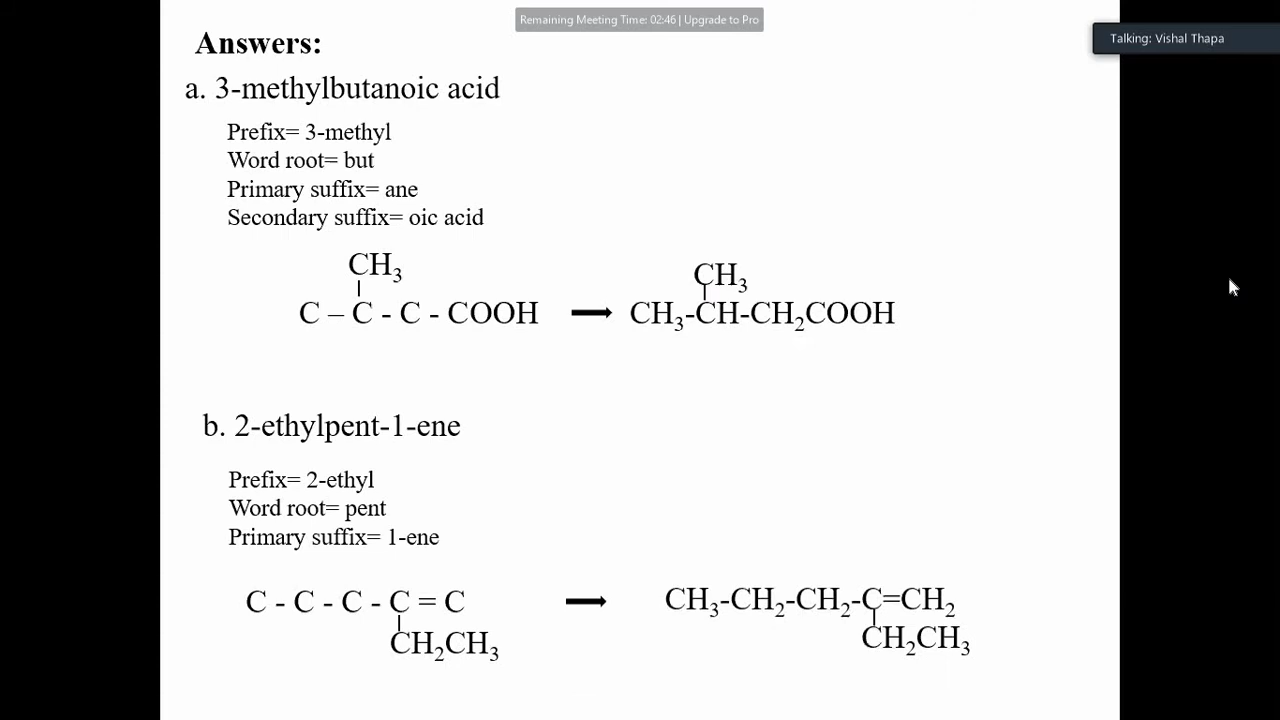 Remaining Meeting Time: 02:46 | Upgrade to Pro
Talking: Vishal Thapa
Answers:
a. 3-methylbutanoic acid
Prefix= 3-methyl
Word root= but
Primary suffix= ane
Secondary suffix= oic acid
CH₃ CH₃
C – C - C - COOH → CH₃-CH-CH₂COOH
b. 2-ethylpent-1-ene
Prefix= 2-ethyl
Word root= pent
Primary suffix= 1-ene
C - C - C - C = C → CH₃-CH₂-CH₂-C=CH₂
CH₂CH₃ CH₂CH₃